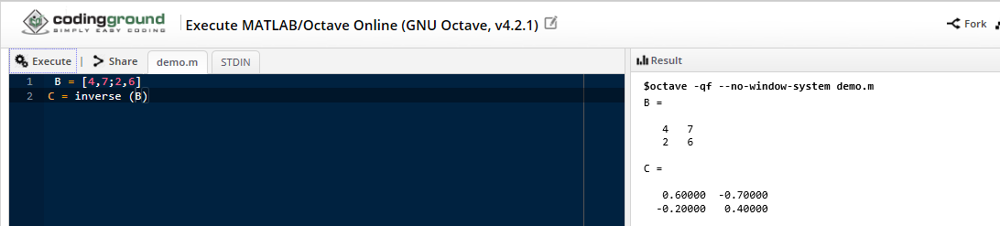 codingground
SIMPLY EASY CODING
Execute MATLAB/Octave Online (GNU Octave, v4.2.1)
Fork
Execute | Share demo.m STDIN
1 B = [4,7;2,6]
2 C = inverse (B)
Result
$octave -qf --no-window-system demo.m
B =
4 7
2 6
C =
0.60000 -0.70000
-0.20000 0.40000